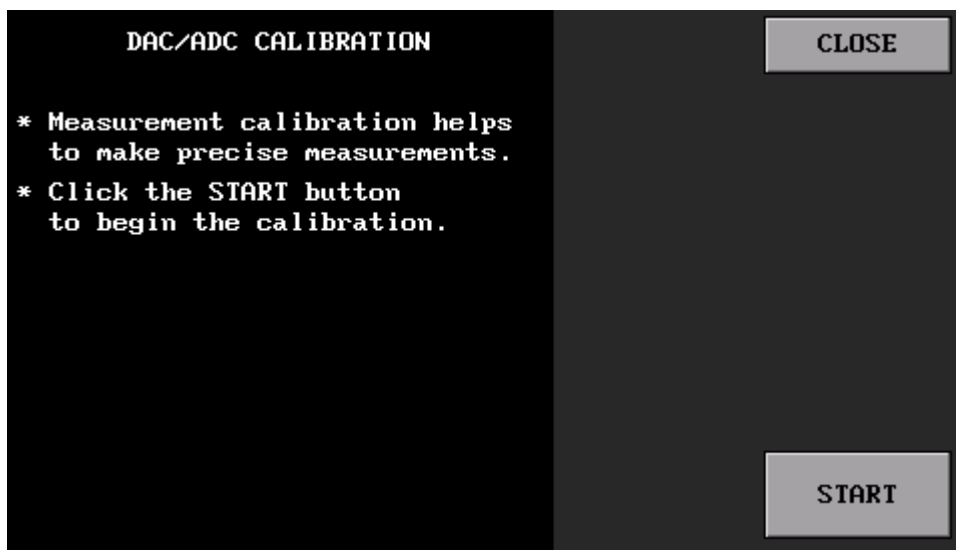 DAC/ADC CALIBRATION
CLOSE
* Measurement calibration helps
to make precise measurements.
* Click the START button
to begin the calibration.
START